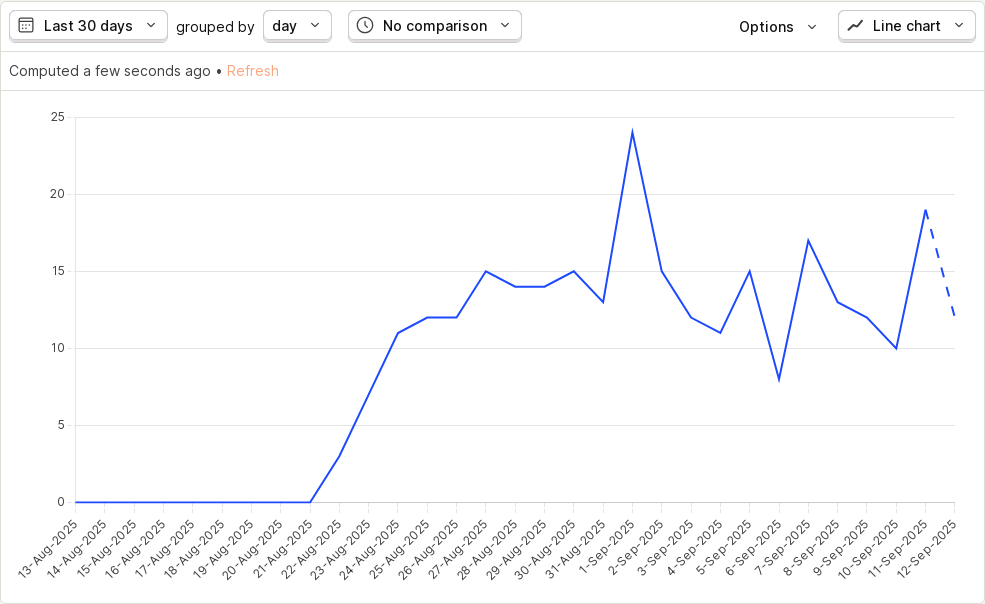 Last 30 days grouped by day No comparison Options Line chart
Computed a few seconds ago • Refresh
25
20
15
10
5
0
13-Aug-2025
14-Aug-2025
15-Aug-2025
16-Aug-2025
17-Aug-2025
18-Aug-2025
19-Aug-2025
20-Aug-2025
21-Aug-2025
22-Aug-2025
23-Aug-2025
24-Aug-2025
25-Aug-2025
26-Aug-2025
27-Aug-2025
28-Aug-2025
29-Aug-2025
30-Aug-2025
31-Aug-2025
1-Sep-2025
2-Sep-2025
3-Sep-2025
4-Sep-2025
5-Sep-2025
6-Sep-2025
7-Sep-2025
8-Sep-2025
9-Sep-2025
10-Sep-2025
11-Sep-2025
12-Sep-2025